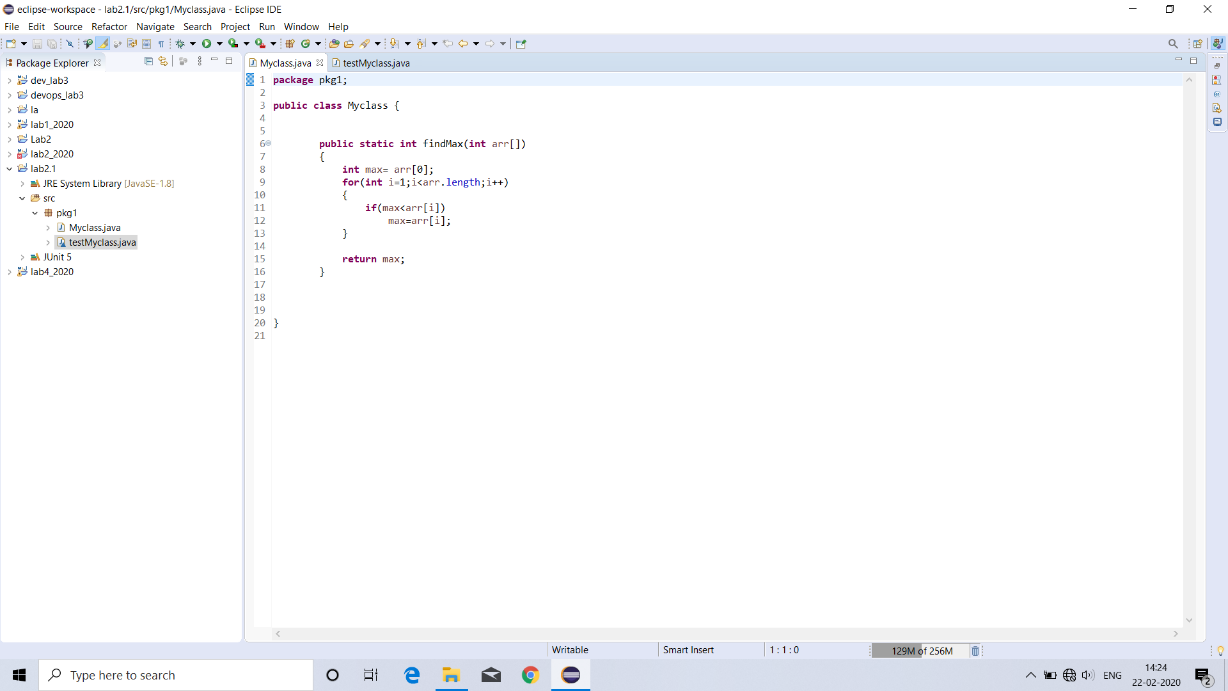 eclipse-workspace - lab2.1/src/pkg1/Myclass.java - Eclipse IDE
File Edit Source Refactor Navigate Search Project Run Window Help
Package Explorer
dev_lab3
devops_lab3
la
lab1_2020
Lab2
lab2_2020
lab2.1
JRE System Library [JavaSE-1.8]
src
pkg1
Myclass.java
testMyclass.java
JUnit 5
lab4_2020
Myclass.java testMyclass.java
1 package pkg1;
2
3 public class Myclass {
4
5
6 public static int findMax(int arr[])
7 {
8 int max= arr[0];
9 for(int i=1;i<arr.length;i++)
10 {
11 if(max<arr[i])
12 max=arr[i];
13 }
14
15 return max;
16 }
17
18
19
20 }
21
Writable Smart Insert 1 : 1 : 0 129M of 256M
Type here to search
ENG
14:24
22-02-2020
2